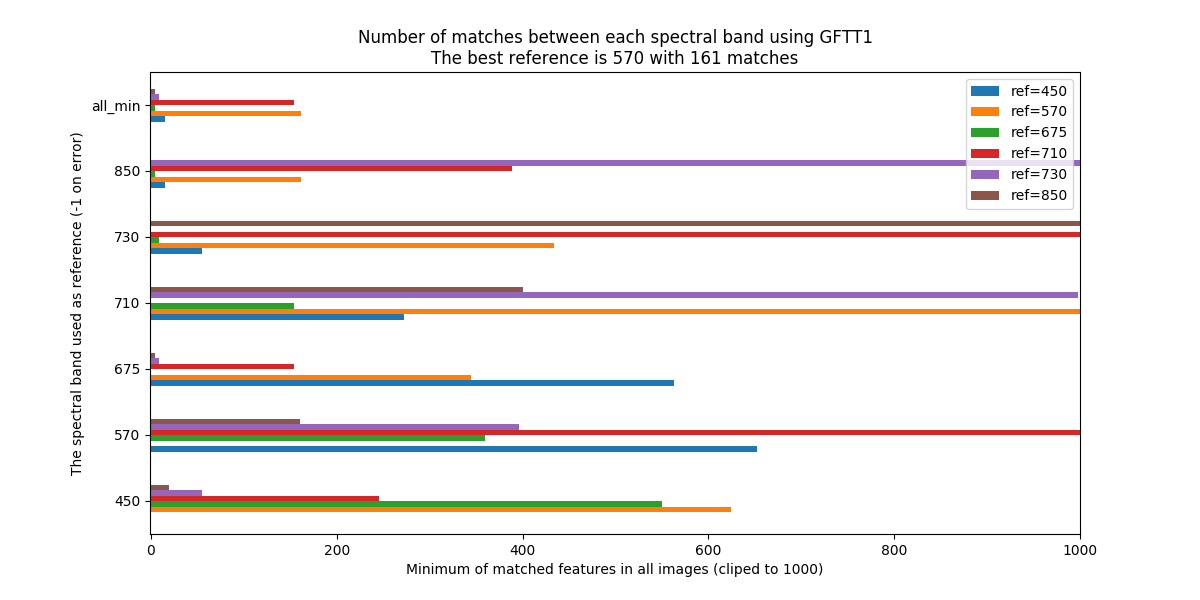 Number of matches between each spectral band using GFTT1
The best reference is 570 with 161 matches
The spectral band used as reference (-1 on error)
all_min
850
730
710
675
570
450
ref=450
ref=570
ref=675
ref=710
ref=730
ref=850
0 200 400 600 800 1000
Minimum of matched features in all images (cliped to 1000)